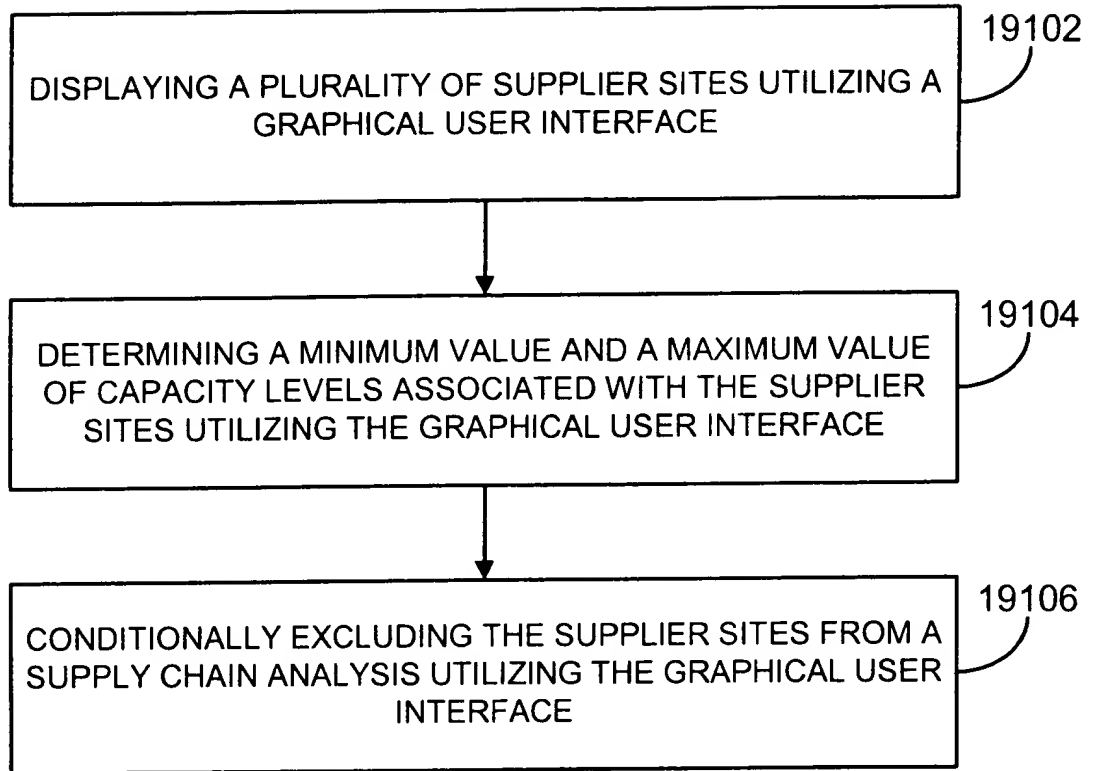 19102
DISPLAYING A PLURALITY OF SUPPLIER SITES UTILIZING A
GRAPHICAL USER INTERFACE
19104
DETERMINING A MINIMUM VALUE AND A MAXIMUM VALUE
OF CAPACITY LEVELS ASSOCIATED WITH THE SUPPLIER
SITES UTILIZING THE GRAPHICAL USER INTERFACE
19106
CONDITIONALLY EXCLUDING THE SUPPLIER SITES FROM A
SUPPLY CHAIN ANALYSIS UTILIZING THE GRAPHICAL USER
INTERFACE